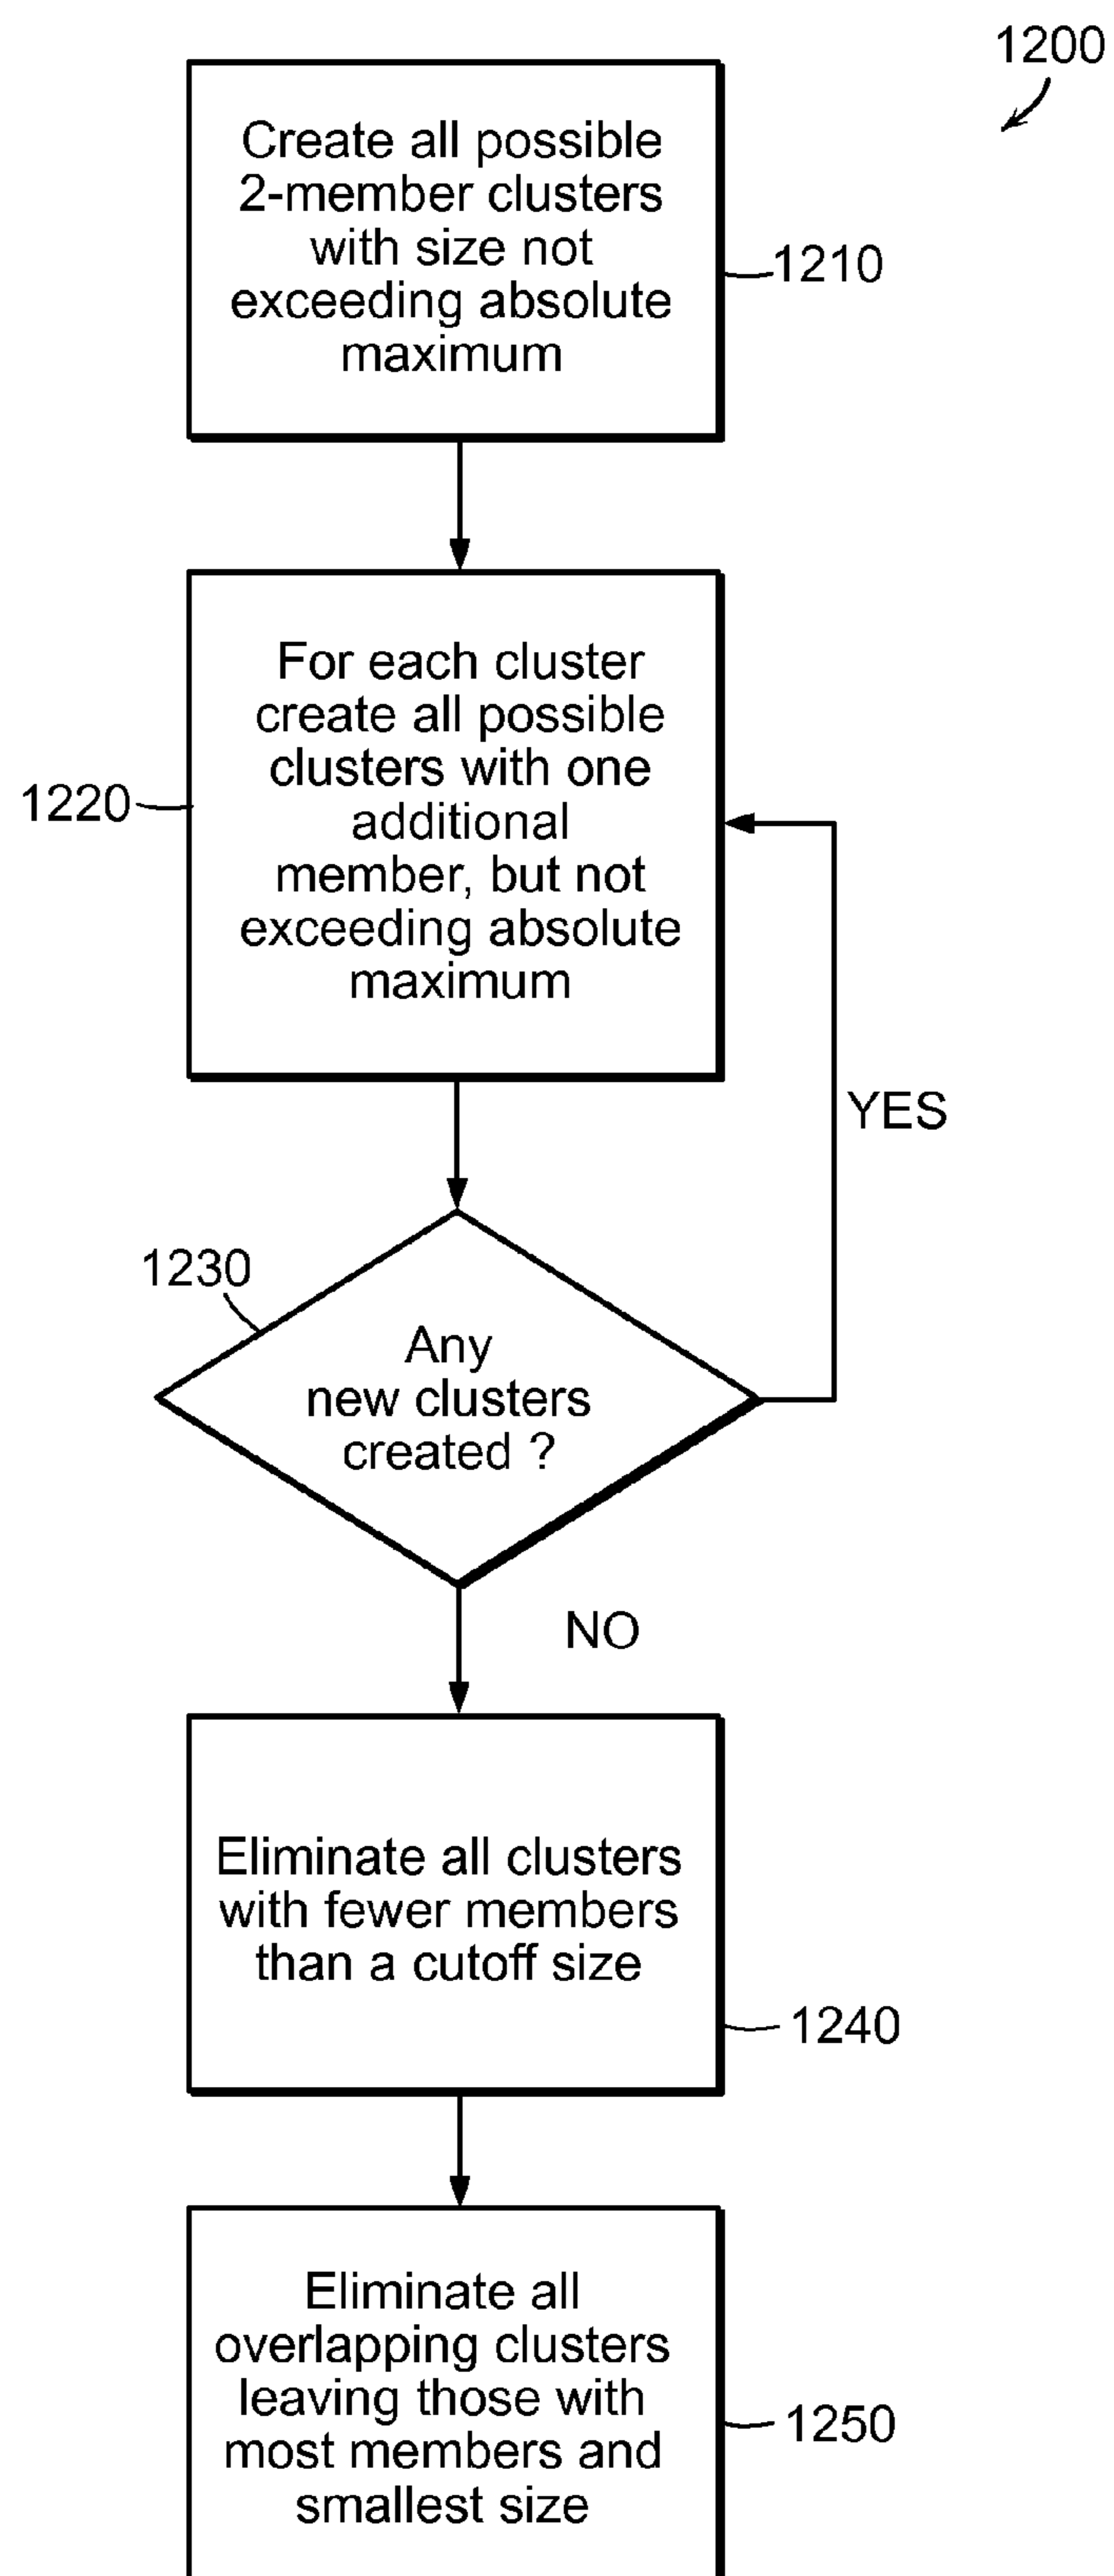 1200
Create all possible
2-member clusters
with size not
exceeding absolute
maximum
1210
For each cluster
create all possible
clusters with one
additional
member, but not
exceeding absolute
maximum
1220
YES
1230
Any
new clusters
created ?
NO
Eliminate all clusters
with fewer members
than a cutoff size
1240
Eliminate all
overlapping clusters
leaving those with
most members and
smallest size
1250